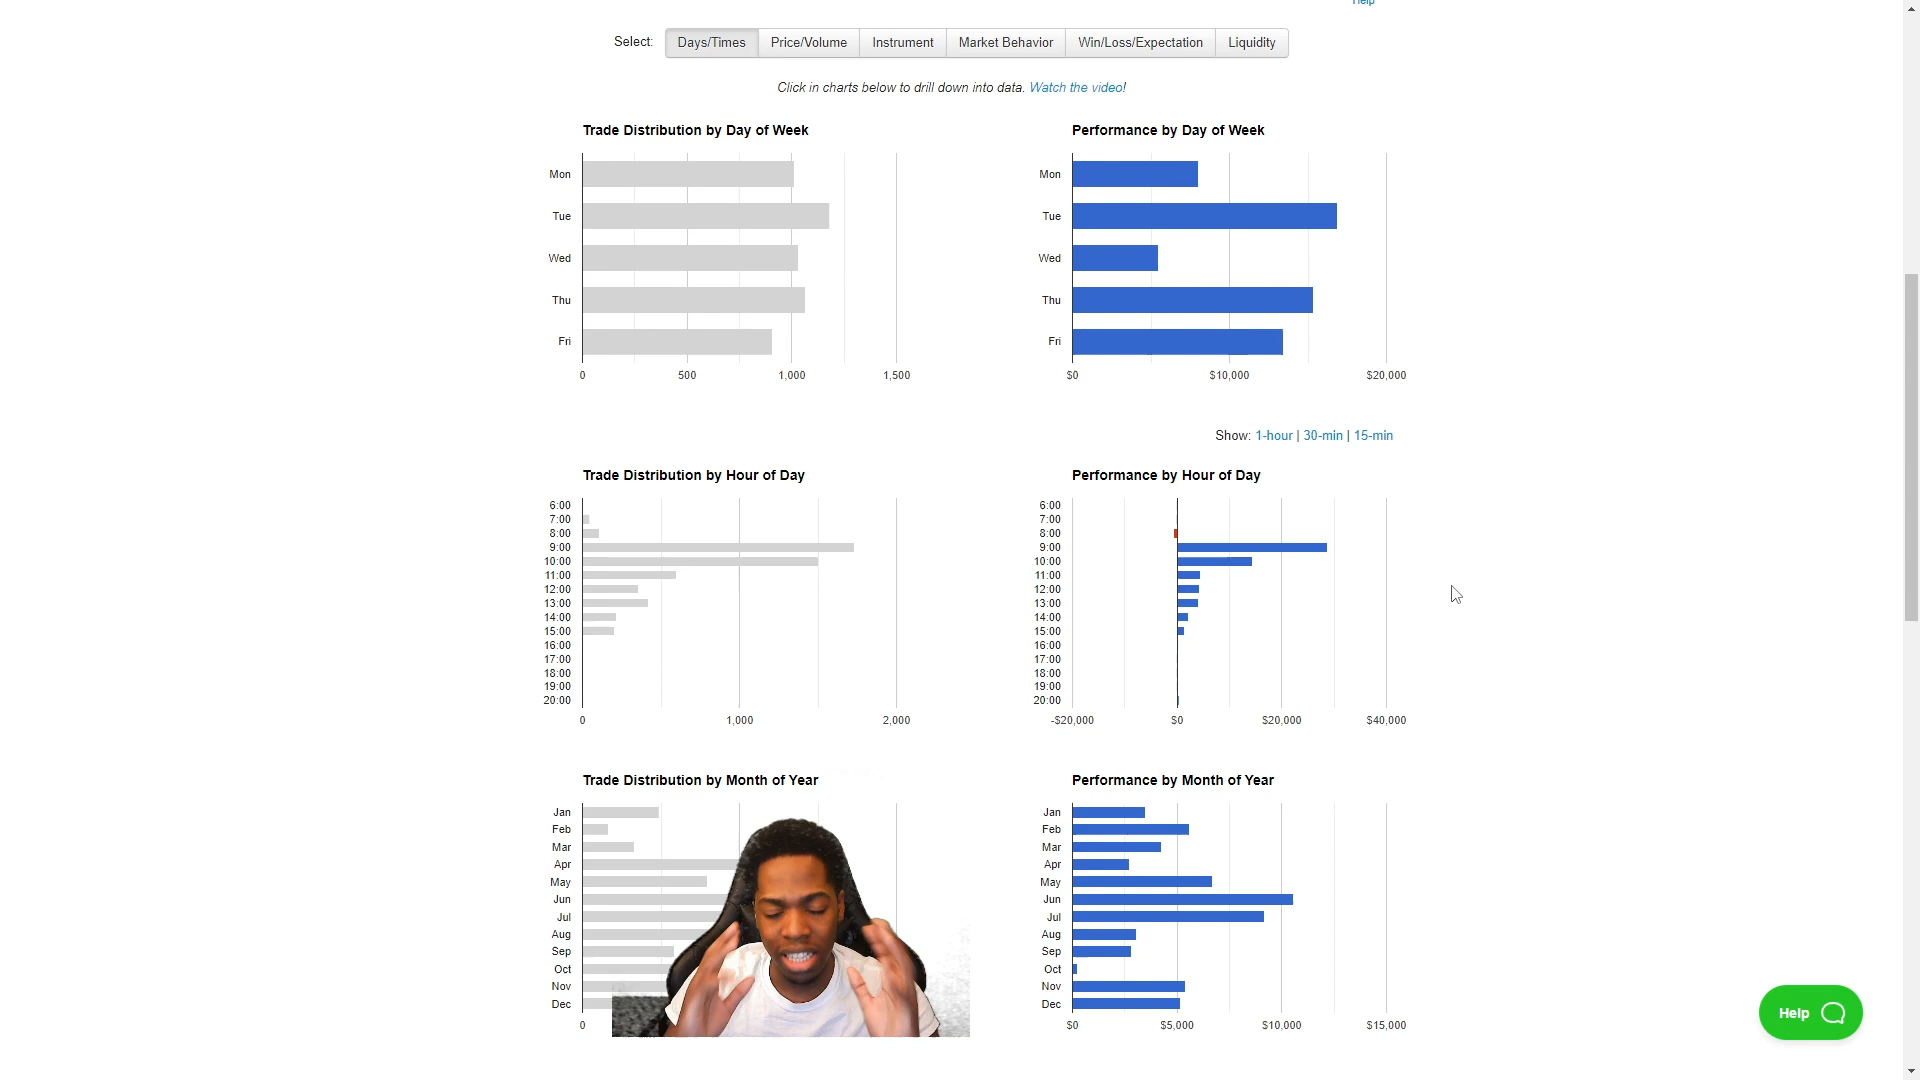 Help
Select: Days/Times Price/Volume Instrument Market Behavior Win/Loss/Expectation Liquidity
Click in charts below to drill down into data. Watch the video!
Trade Distribution by Day of Week
Mon
Tue
Wed
Thu
Fri
0 500 1,000 1,500
Performance by Day of Week
Mon
Tue
Wed
Thu
Fri
$0 $10,000 $20,000
Show: 1-hour | 30-min | 15-min
Trade Distribution by Hour of Day
6:00
7:00
8:00
9:00
10:00
11:00
12:00
13:00
14:00
15:00
16:00
17:00
18:00
19:00
20:00
0 1,000 2,000
Performance by Hour of Day
6:00
7:00
8:00
9:00
10:00
11:00
12:00
13:00
14:00
15:00
16:00
17:00
18:00
19:00
20:00
-$20,000 $0 $20,000 $40,000
Trade Distribution by Month of Year
Jan
Feb
Mar
Apr
May
Jun
Jul
Aug
Sep
Oct
Nov
Dec
0
Performance by Month of Year
Jan
Feb
Mar
Apr
May
Jun
Jul
Aug
Sep
Oct
Nov
Dec
$0 $5,000 $10,000 $15,000
Help